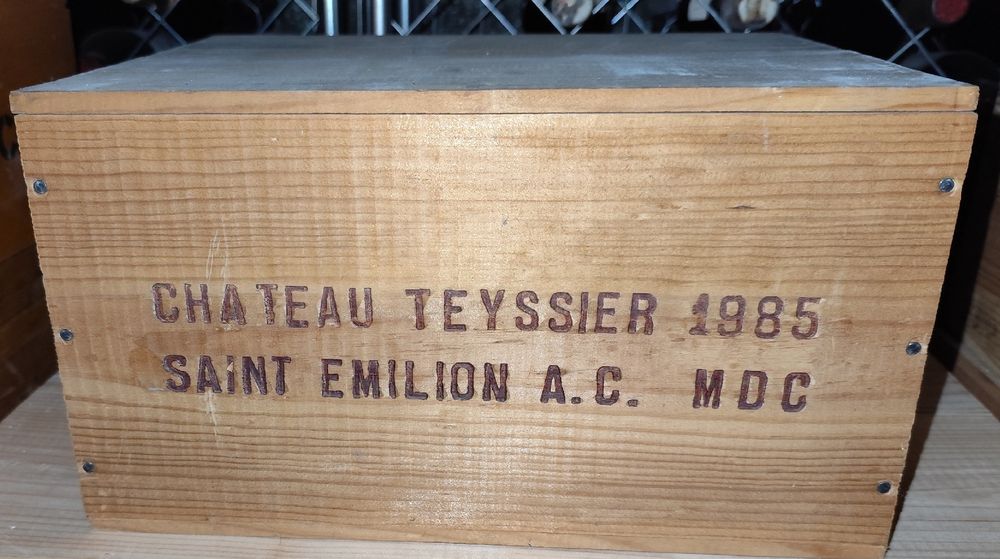 CHATEAU TEYSSIER 1985
SAINT EMILION A.C. MDC